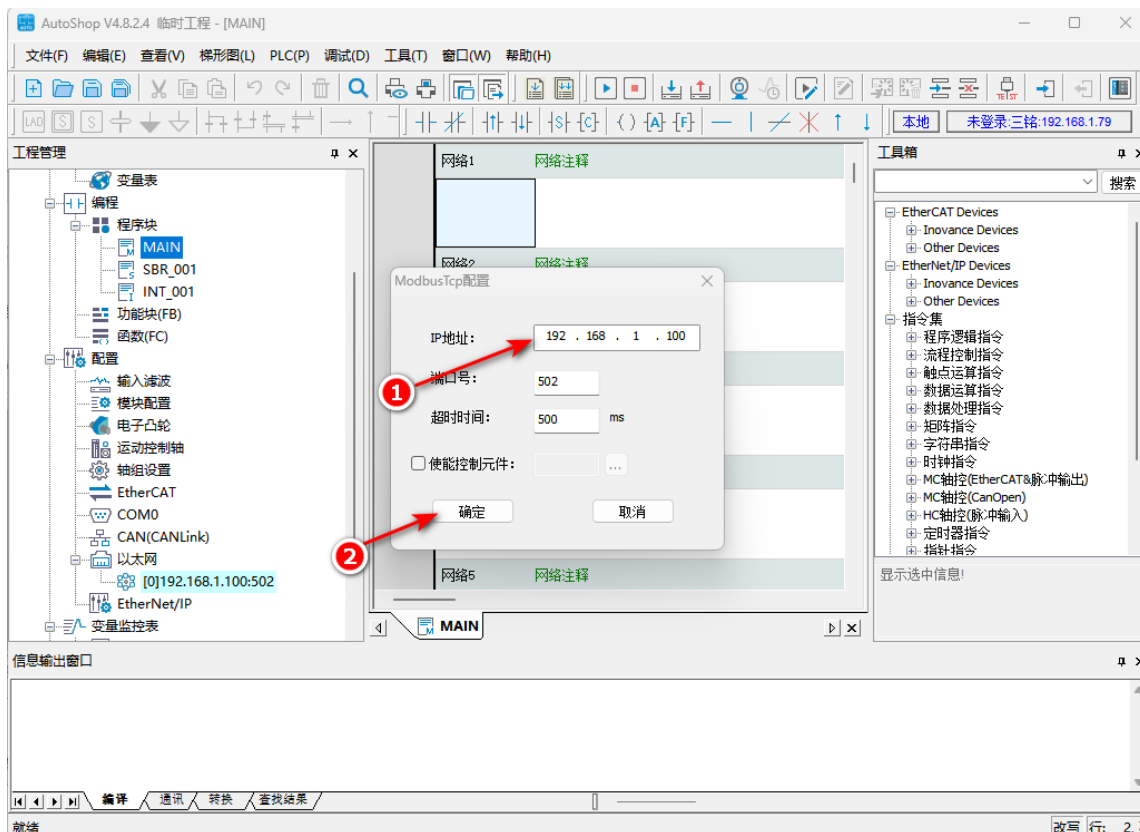 AutoShop V4.8.2.4 临时工程 - [MAIN]
文件(F) 编辑(E) 查看(V) 梯形图(L) PLC(P) 调试(D) 工具(T) 窗口(W) 帮助(H)
本地 未登录:三铭:192.168.1.79
工程管理
变量表
编程
程序块
MAIN
SBR_001
INT_001
功能块(FB)
函数(FC)
配置
输入滤波
模块配置
电子凸轮
运动控制轴
轴组设置
EtherCAT
COM0
CAN(CANLink)
以太网
[0]192.168.1.100:502
EtherNet/IP
变量监控表
网络1 网络注释
网络2 网络注释
ModbusTcp配置
IP地址: 192 . 168 . 1 . 100
1
端口号: 502
超时时间: 500 ms
使能控制元件: ...
确定 取消
2
网络5 网络注释
MAIN
工具箱
搜索
EtherCAT Devices
Inovance Devices
Other Devices
EtherNet/IP Devices
Inovance Devices
Other Devices
指令集
程序逻辑指令
流程控制指令
触点运算指令
数据运算指令
数据处理指令
矩阵指令
字符串指令
时钟指令
MC轴控(EtherCAT&脉冲输出)
MC轴控(CanOpen)
HC轴控(脉冲输入)
定时器指令
指针指令
显示选中信息!
信息输出窗口
编译 通讯 转换 查找结果
就绪 改写 行: 2,